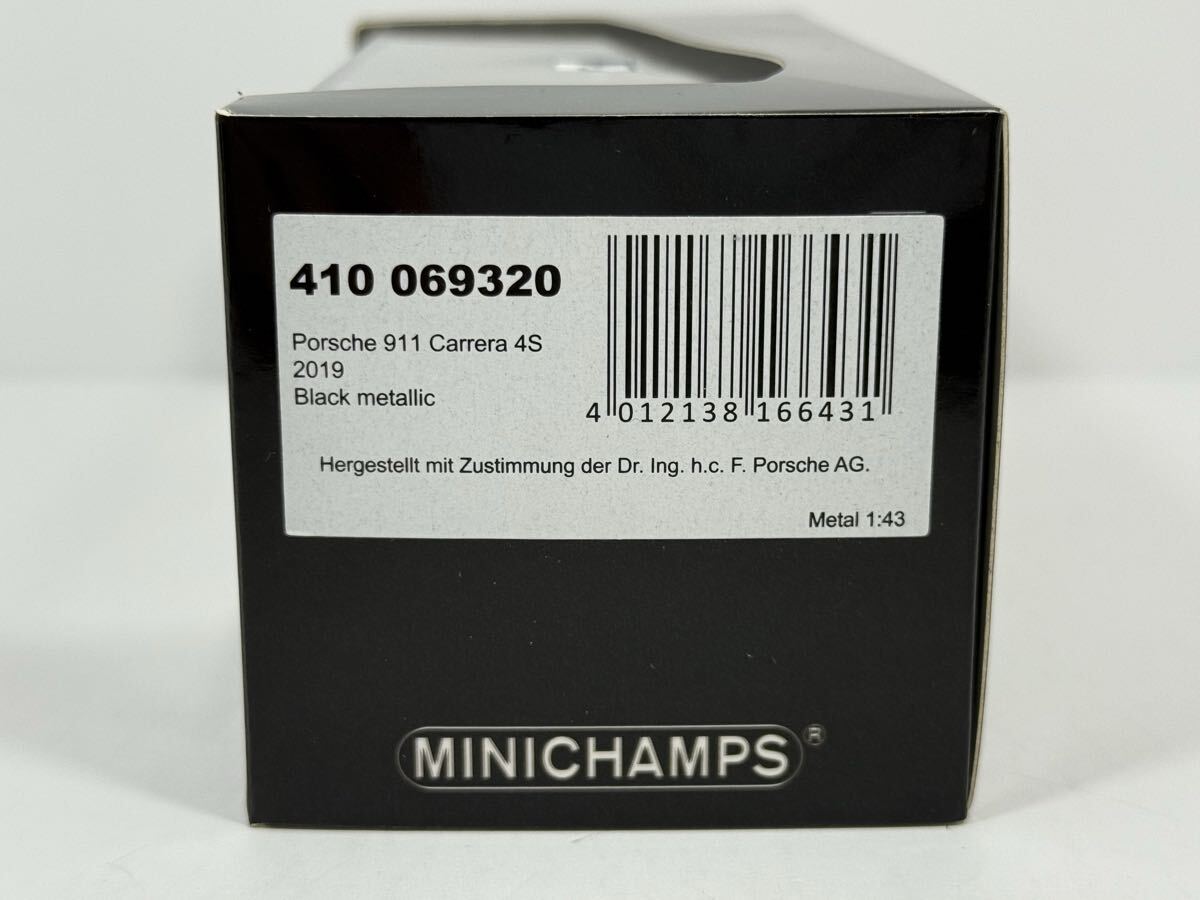 410 069320
Porsche 911 Carrera 4S
2019
Black metallic
4 012138 166431
Hergestellt mit Zustimmung der Dr. Ing. h.c. F. Porsche AG.
Metal 1:43
MINICHAMPS®